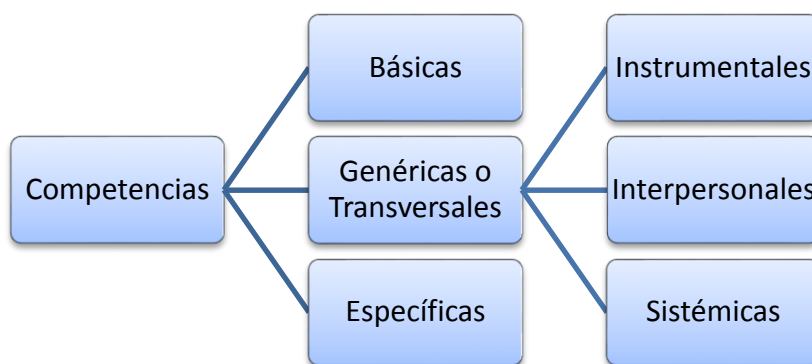 Competencias
Básicas
Genéricas o
Transversales
Específicas
Instrumentales
Interpersonales
Sistémicas